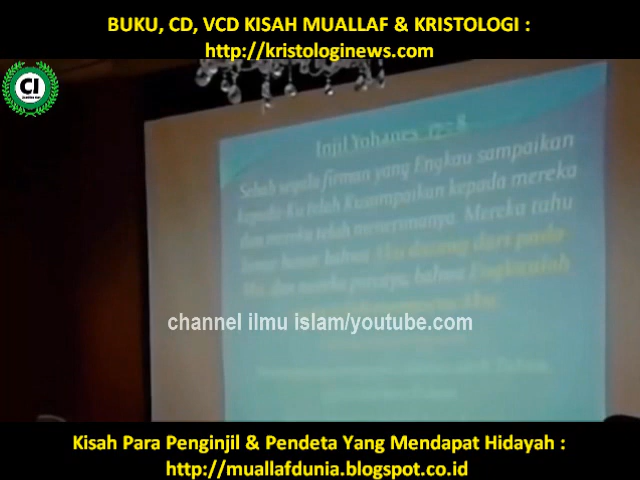 BUKU, CD, VCD KISAH MUALLAF & KRISTOLOGI :
http://kristologinews.com
CI
Injil Yohanes 17: 8
Sebab segala firman yang Engkau sampaikan
kepada-Ku telah Kusampaikan kepada mereka
dan mereka telah menerimanya. Mereka tahu
benar-benar bahwa Aku datang dari pada-
Mu, dan mereka percaya, bahwa Engkaulah
channel ilmu islam/youtube.com
Kisah Para Penginjil & Pendeta Yang Mendapat Hidayah :
http://muallafdunia.blogspot.co.id